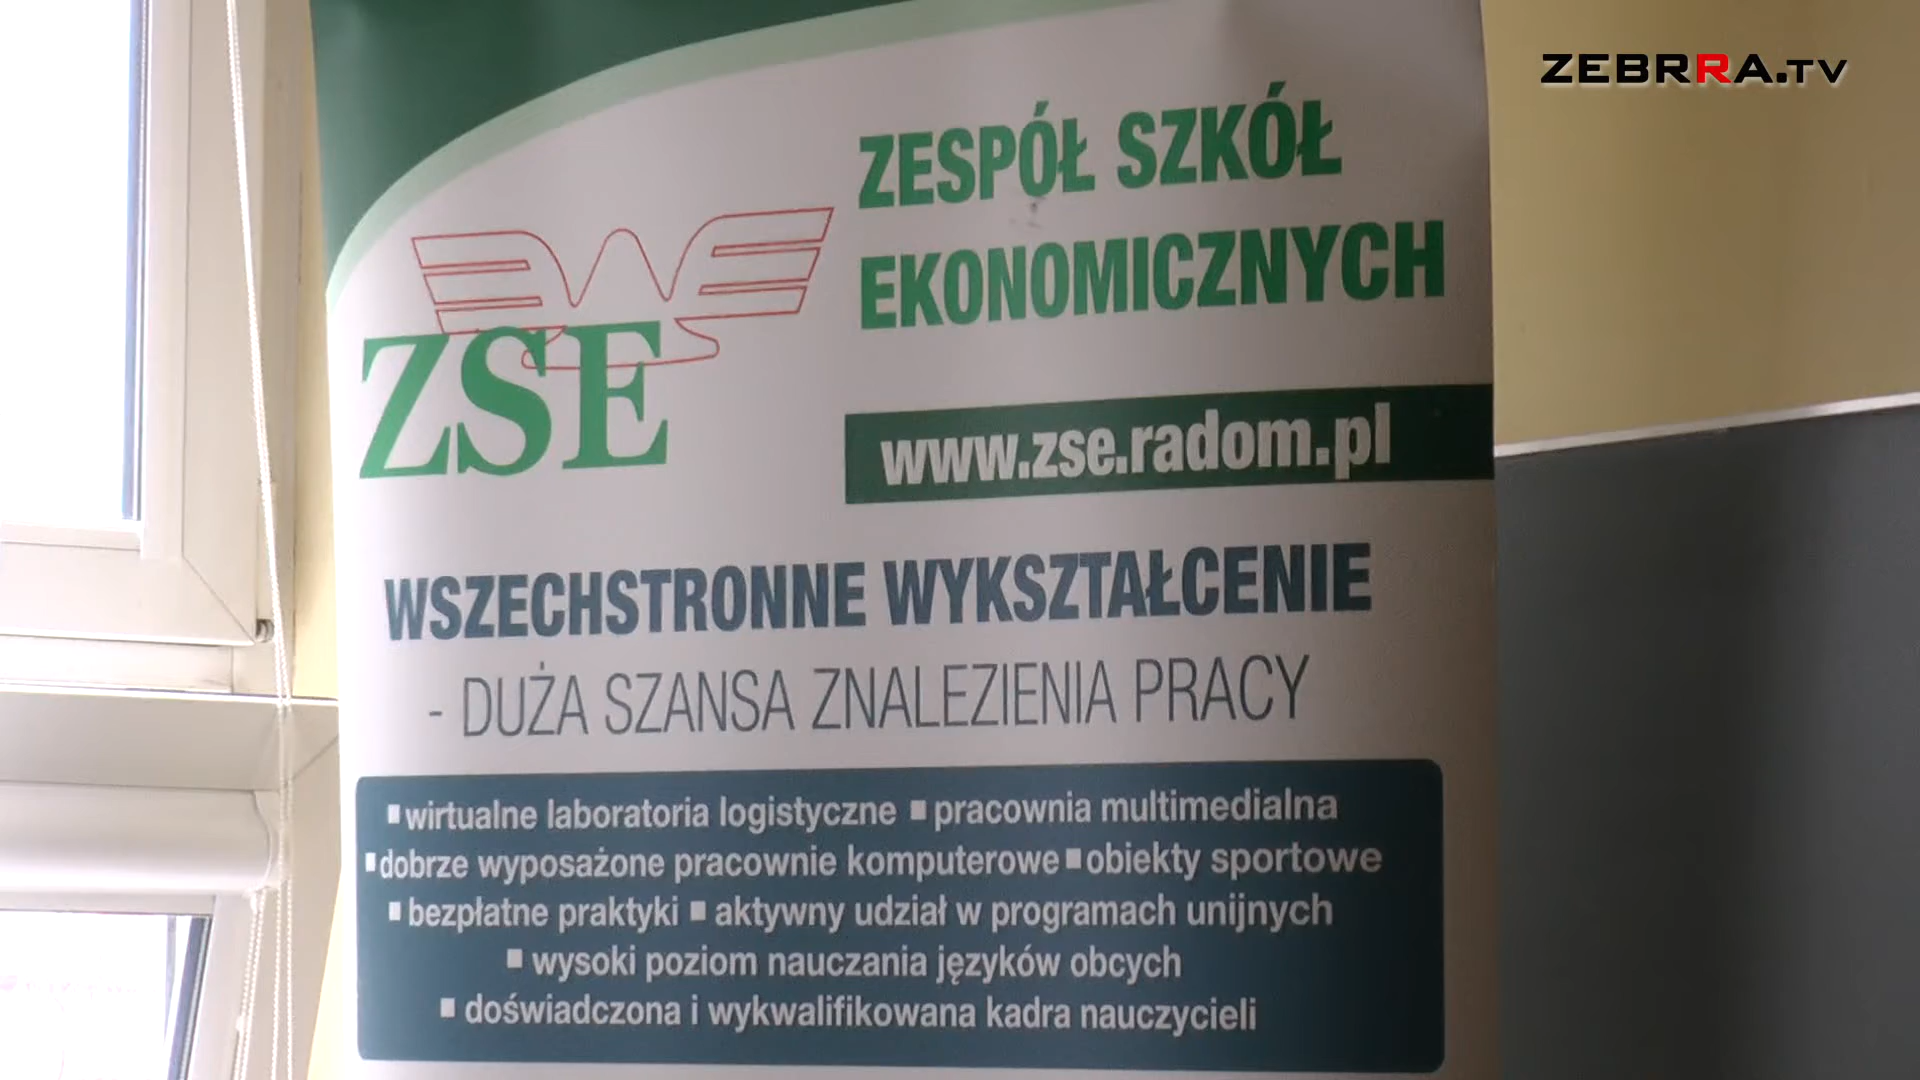 ZEBRRA.TV
ZESPÓŁ SZKÓŁ
EKONOMICZNYCH
ZSE
www.zse.radom.pl
WSZECHSTRONNE WYKSZTAŁCENIE
- DUŻA SZANSA ZNALEZIENIA PRACY
▪ wirtualne laboratoria logistyczne ▪ pracownia multimedialna
▪ dobrze wyposażone pracownie komputerowe ▪ obiekty sportowe
▪ bezpłatne praktyki ▪ aktywny udział w programach unijnych
▪ wysoki poziom nauczania języków obcych
▪ doświadczona i wykwalifikowana kadra nauczycieli